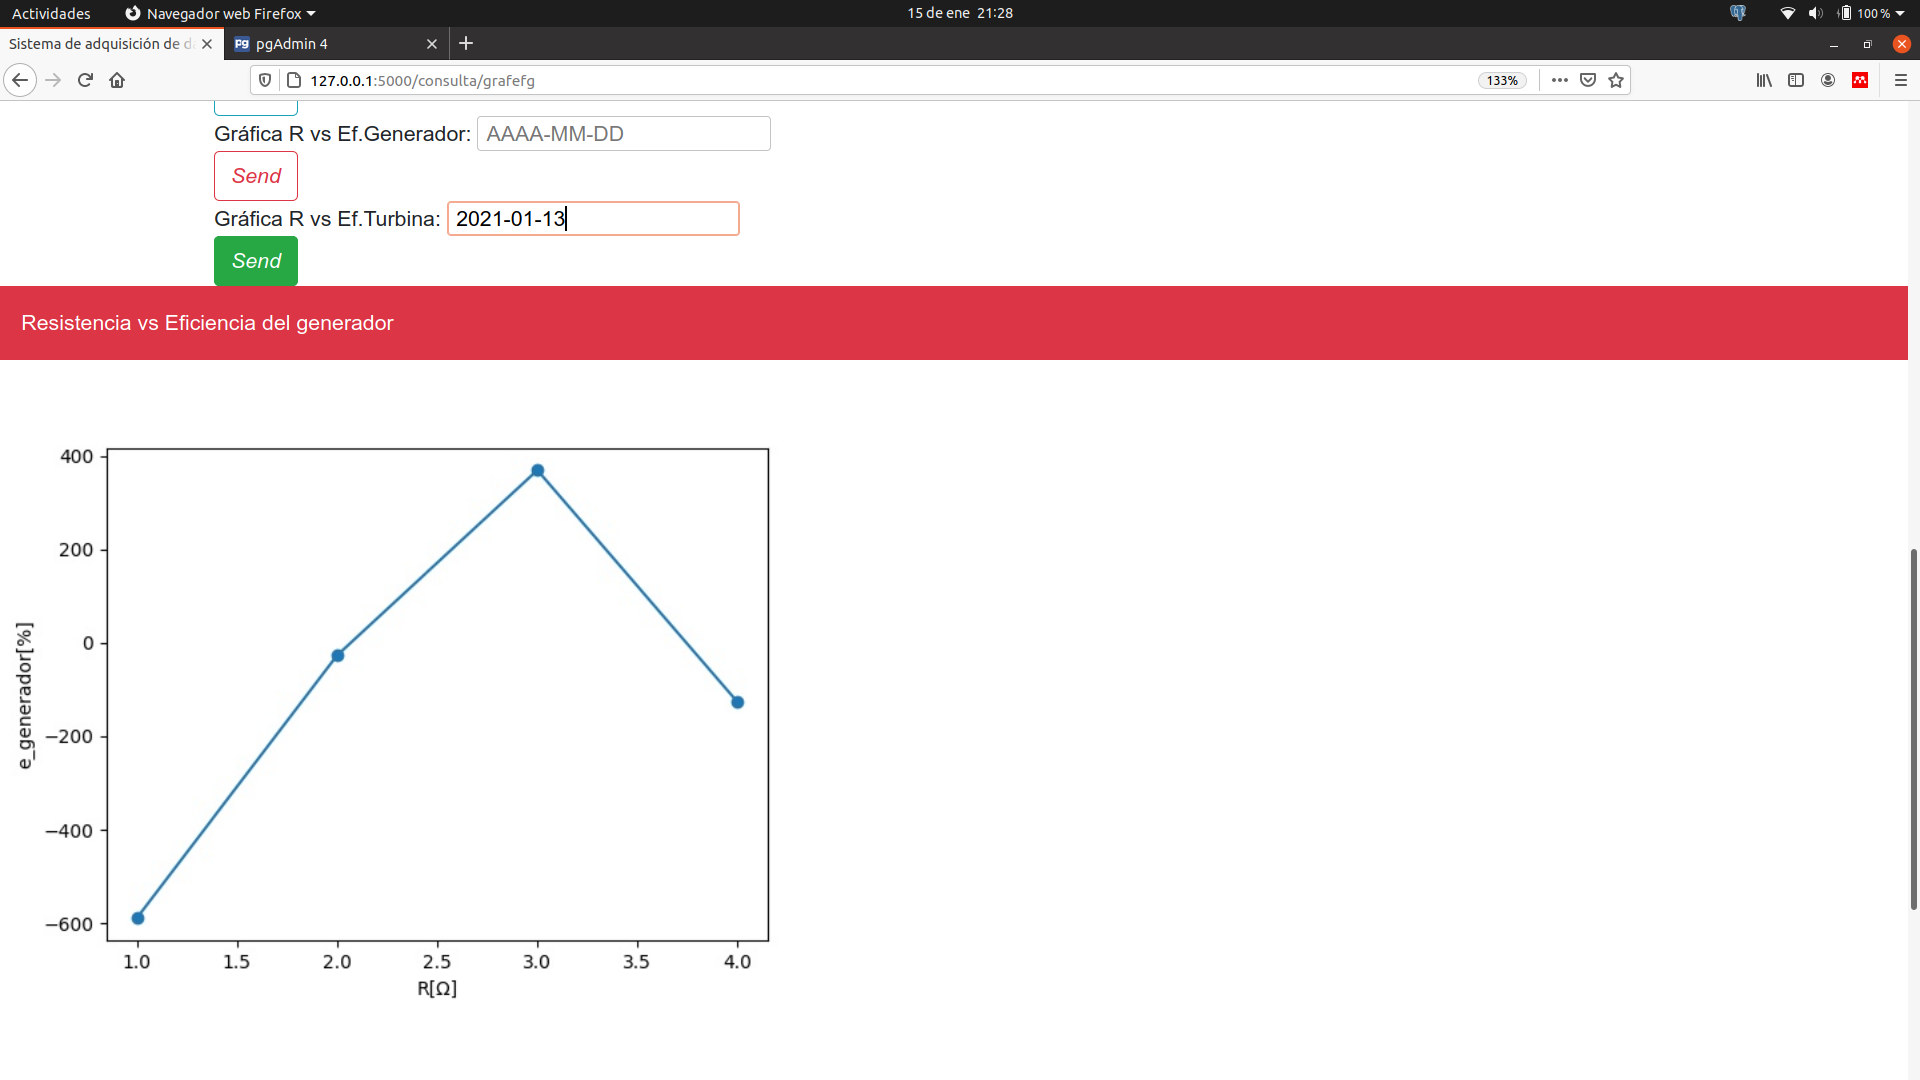 Actividades
Navegador web Firefox
15 de ene 21:28
100 %
Sistema de adquisición de d
pgAdmin 4
127.0.0.1:5000/consulta/grafefg
133%
Gráfica R vs Ef.Generador:
AAAA-MM-DD
Send
Gráfica R vs Ef.Turbina:
2021-01-13
Send
Resistencia vs Eficiencia del generador
400
200
0
−200
−400
−600
e_generador[%]
1.0 1.5 2.0 2.5 3.0 3.5 4.0
R[Ω]